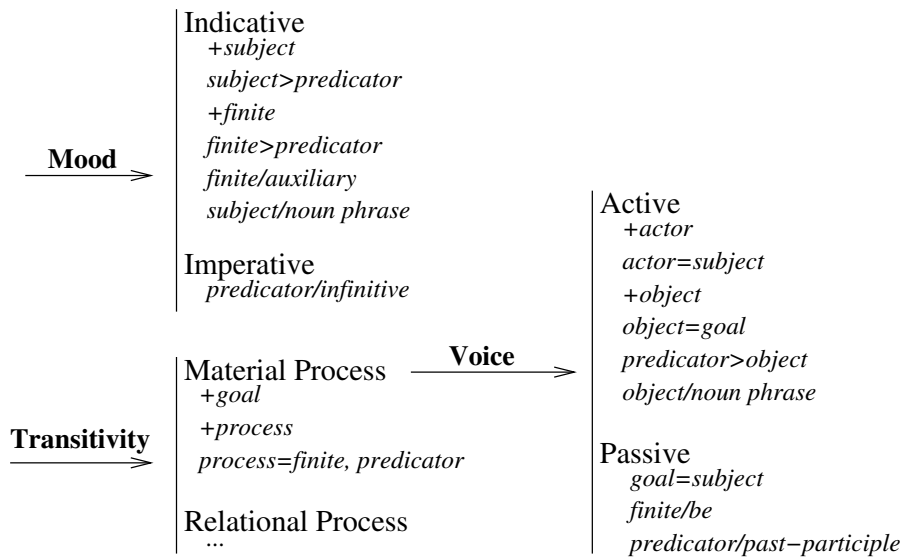 Mood
Indicative
+subject
subject>predicator
+finite
finite>predicator
finite/auxiliary
subject/noun phrase
Imperative
predicator/infinitive
Transitivity
Material Process
+goal
+process
process=finite, predicator
Relational Process
...
Voice
Active
+actor
actor=subject
+object
object=goal
predicator>object
object/noun phrase
Passive
goal=subject
finite/be
predicator/past−participle